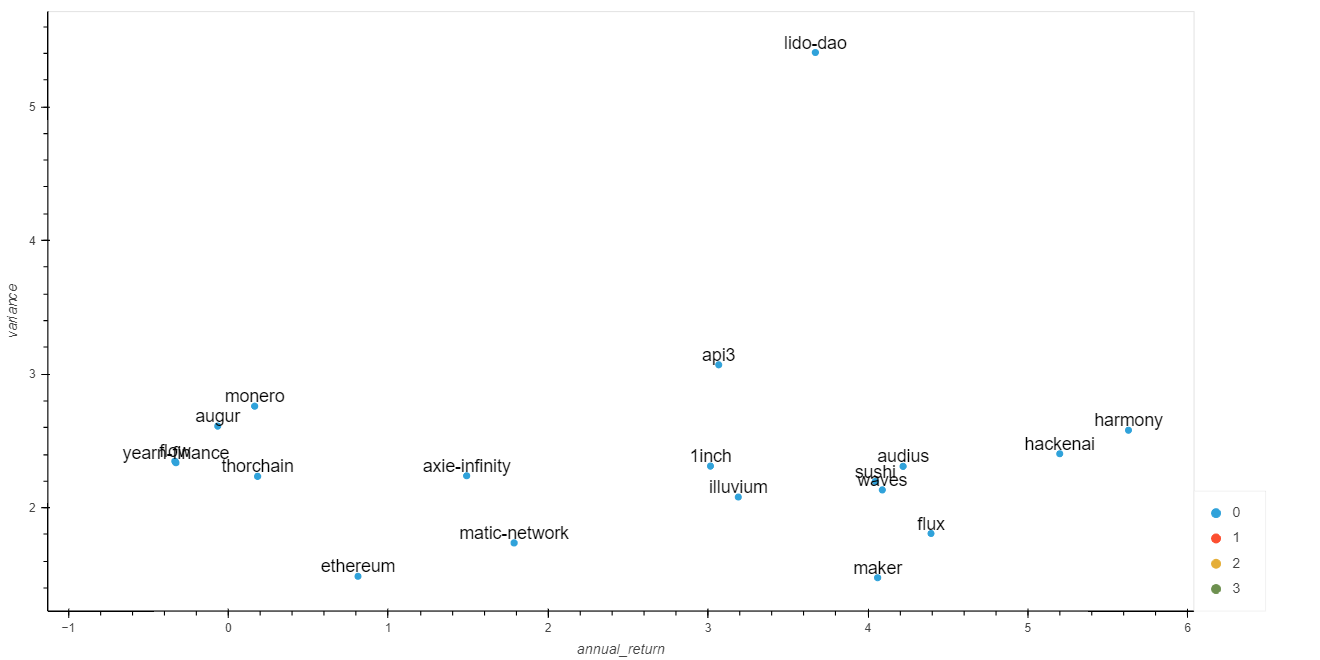 lido-dao
5
4
variance
api3
3
monero
augur
harmony
flow
yearn-finance
hackenai
thorchain
axie-infinity
1inch
audius
sushi
waves
illuvium
2
flux
matic-network
ethereum
maker
0
1
2
3
−1
0
1
2
3
4
5
6
annual_return